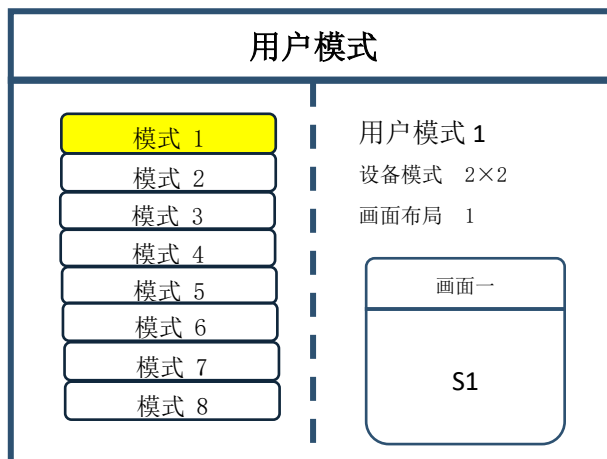 用户模式
模式 1
模式 2
模式 3
模式 4
模式 5
模式 6
模式 7
模式 8
用户模式 1
设备模式 2×2
画面布局 1
画面一
S1